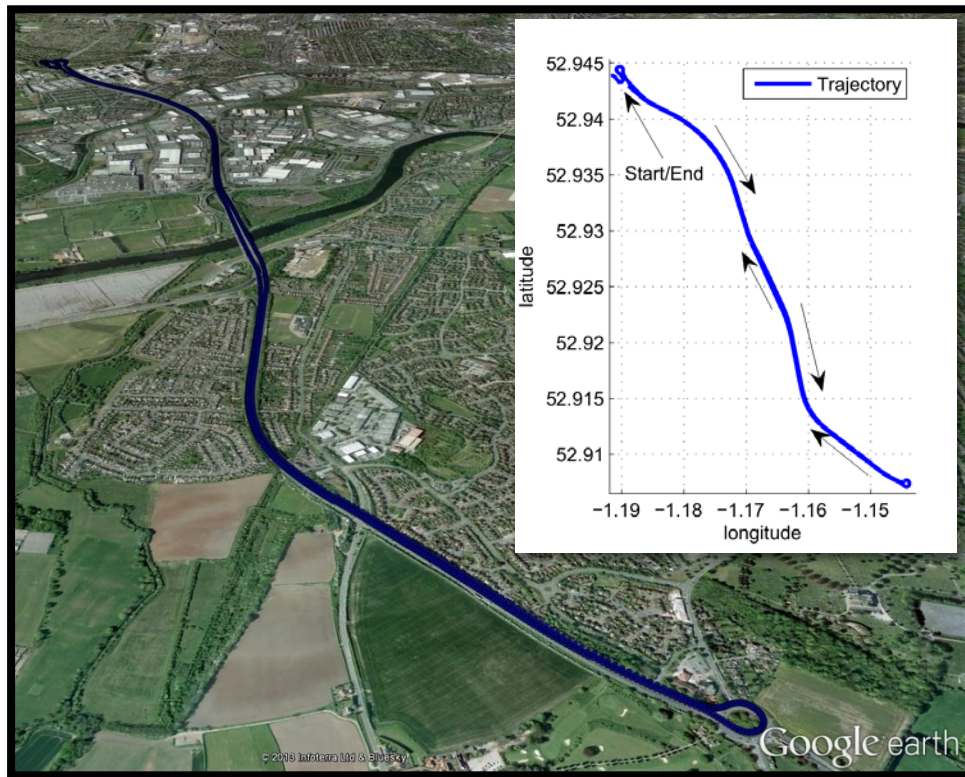 52.945
52.94
52.935
52.93
52.925
52.92
52.915
52.91
latitude
Trajectory
Start/End
−1.19 −1.18 −1.17 −1.16 −1.15
longitude
© 2013 Infoterra Ltd & Bluesky
Google earth